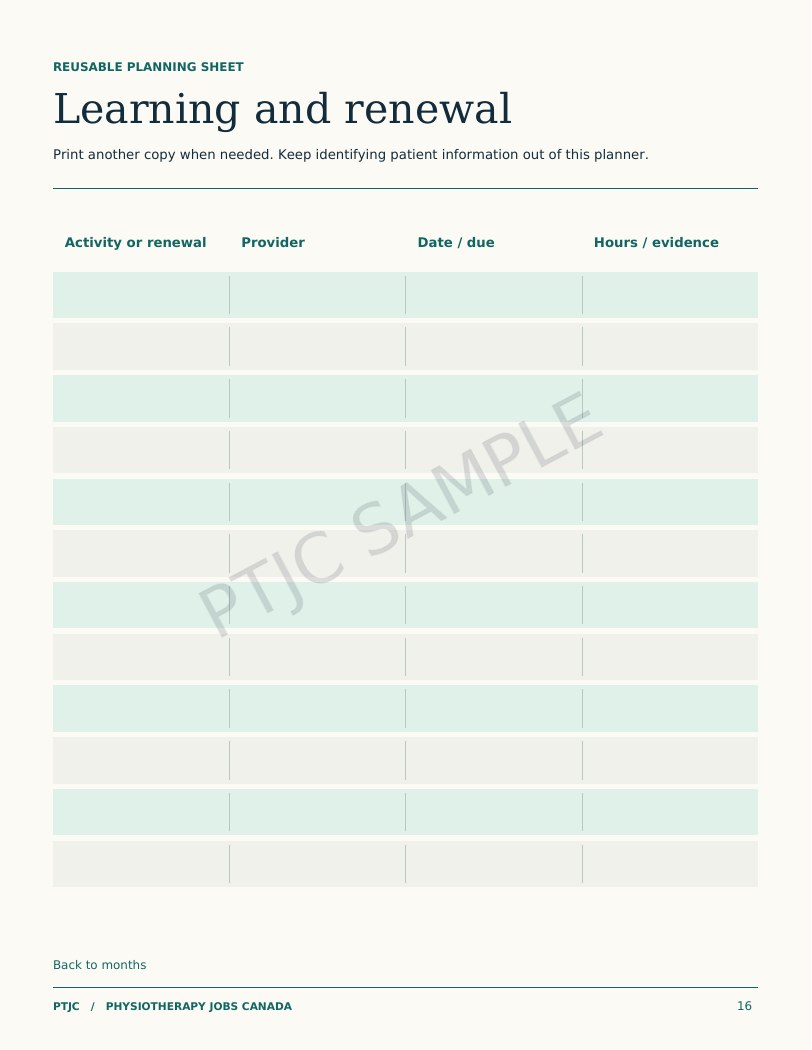 REUSABLE PLANNING SHEET
Learning and renewal
Print another copy when needed. Keep identifying patient information out of this planner.
Activity or renewal Provider Date / due Hours / evidence
PTJC SAMPLE
Back to months
PTJC / PHYSIOTHERAPY JOBS CANADA 16